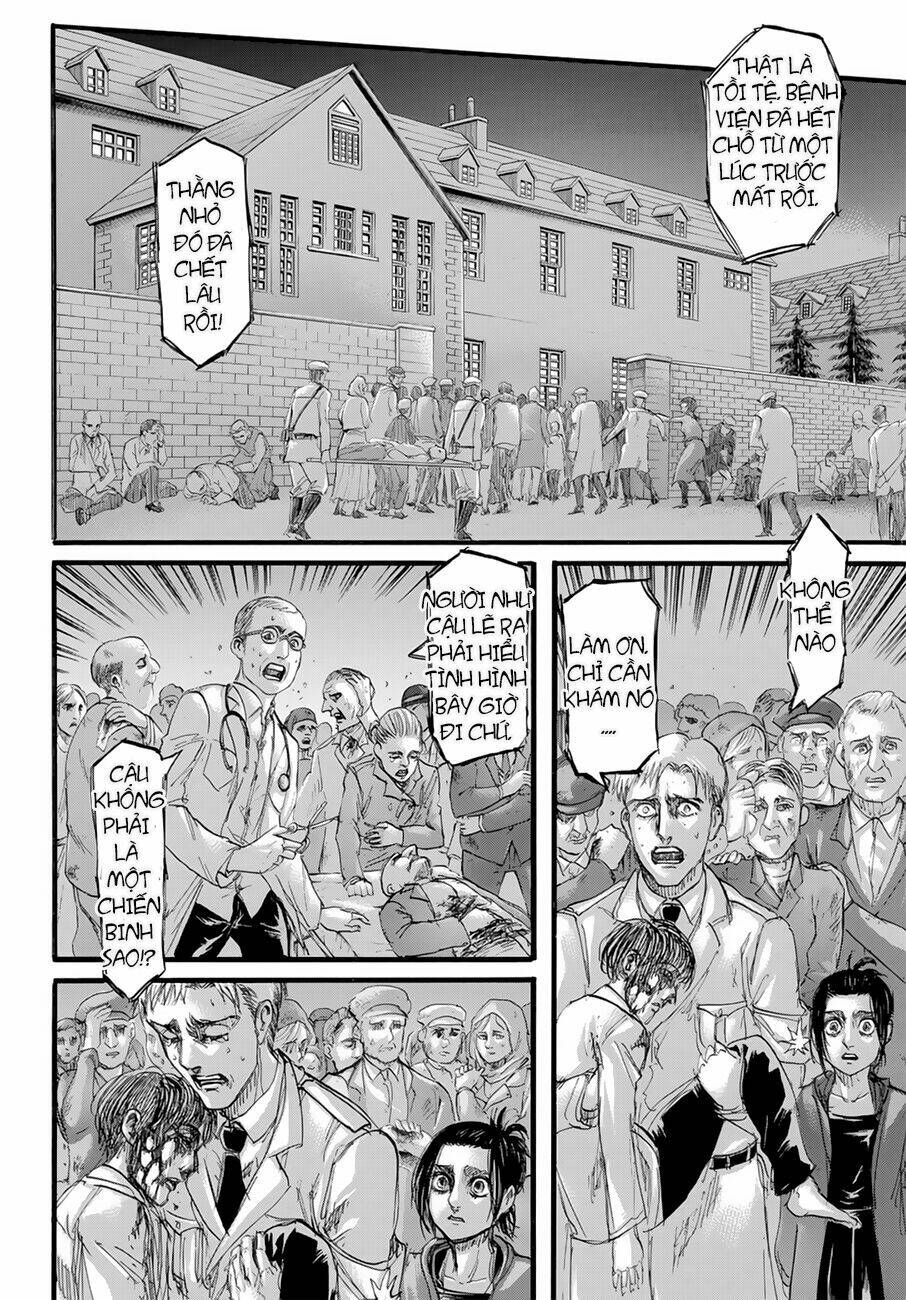 THẬT LÀ
TỒI TỆ. BỆNH
VIỆN ĐÃ HẾT
CHỖ TỪ MỘT
LÚC TRƯỚC
MẤT RỒI.
THẰNG
NHỎ
ĐÓ ĐÃ
CHẾT
LÂU
RỒI!
KHÔNG
THỂ
NÀO
LÀM ƠN,
CHỈ CẦN
KHÁM NÓ
....
NGƯỜI NHƯ
CẬU LẼ RA
PHẢI HIỂU
TÌNH HÌNH
BÂY GIỜ
ĐI CHỨ.
CẬU
KHÔNG
PHẢI
LÀ
MỘT
CHIẾN
BINH
SAO!?